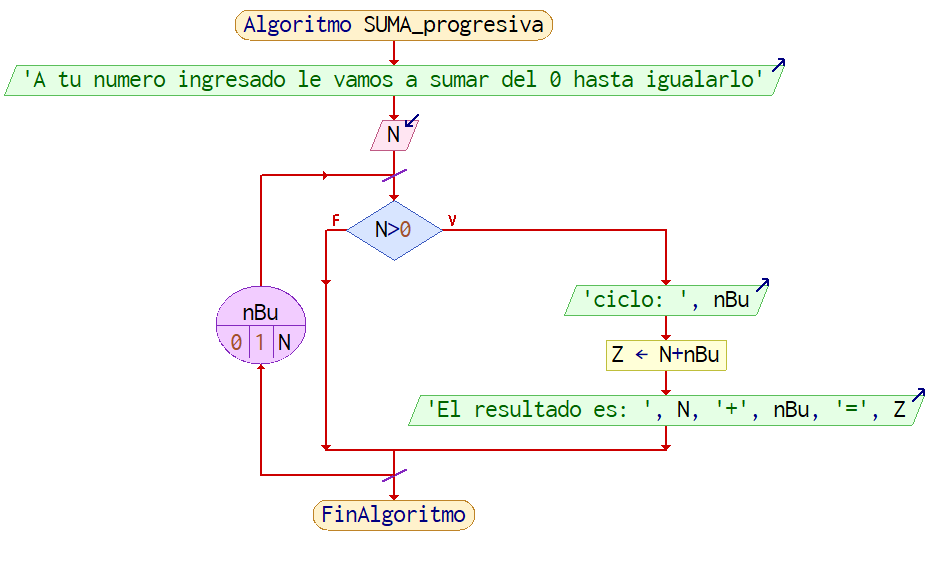 Algoritmo SUMA_progresiva
'A tu numero ingresado le vamos a sumar del 0 hasta igualarlo'
N
F
N>0
V
nBu
0 1 N
'ciclo: ', nBu
Z ← N+nBu
'El resultado es: ', N, '+', nBu, '=', Z
FinAlgoritmo